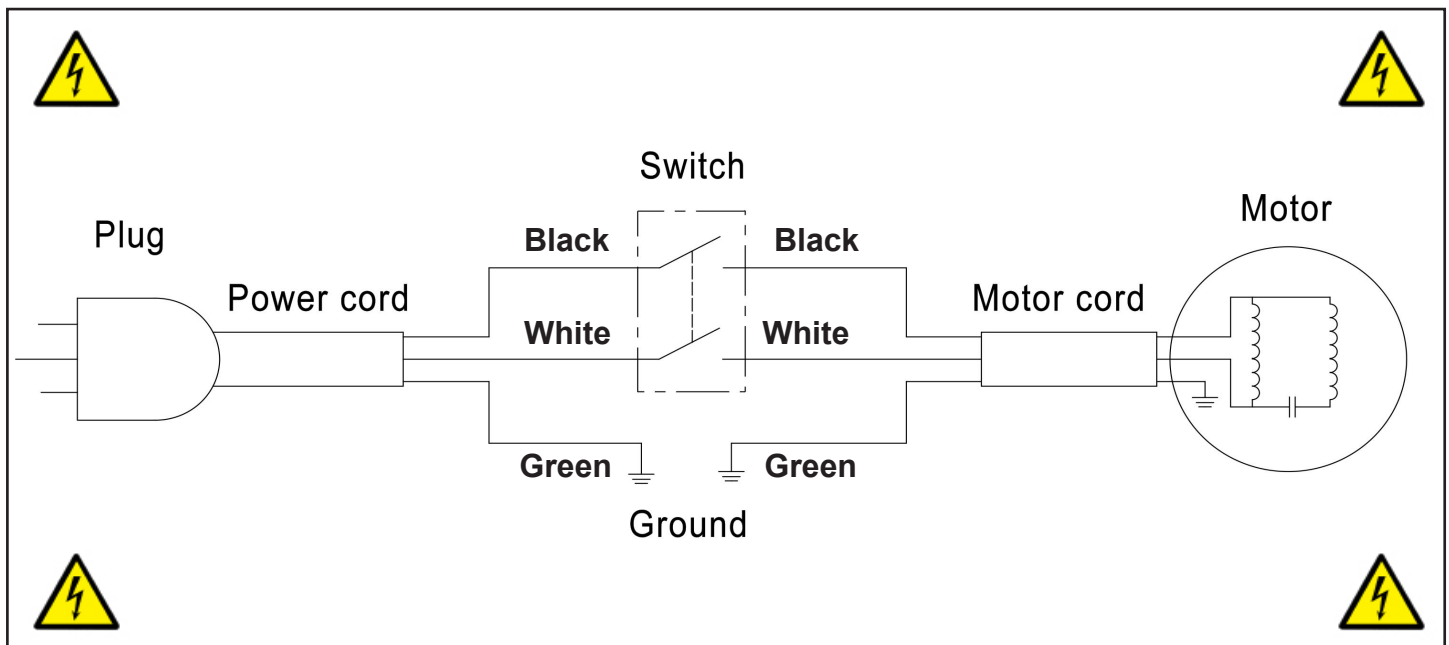 Switch
Plug
Motor
Black
Black
Power cord
Motor cord
White
White
Green
Green
Ground